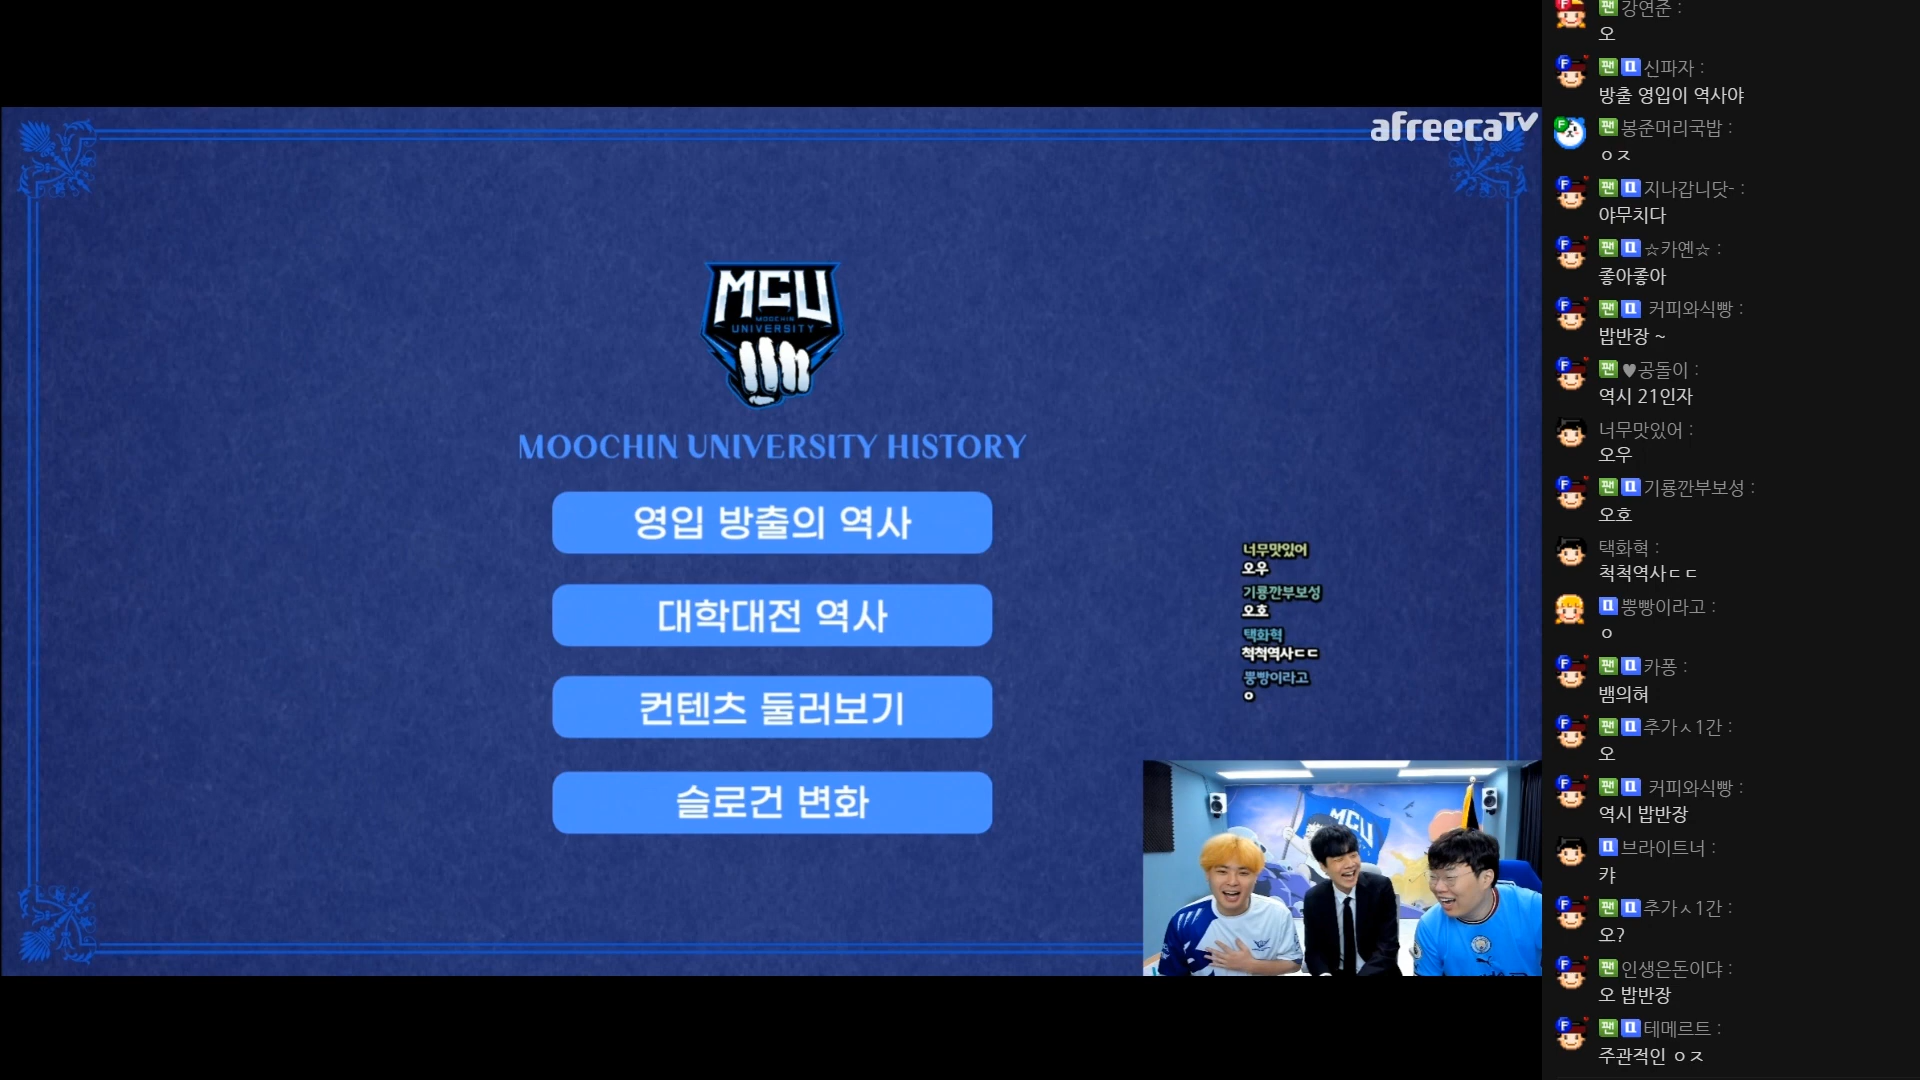 afreecaTV
MCU
MOOCHIN
UNIVERSITY
MOOCHIN UNIVERSITY HISTORY
영입 방출의 역사
대학대전 역사
컨텐츠 둘러보기
슬로건 변화
너무맛있어
오우
기룡깐부보성
오호
택화혁
척척역사ㄷㄷ
뿡빵이라고
ㅇ
MCU
팬 강연준 :
오
팬 신파자 :
방출 영입이 역사야
팬 봉준머리국밥 :
ㅇㅈ
팬 지나갑니닷- :
야무치다
팬 ☆카옌☆ :
좋아좋아
팬 커피와식빵 :
밥반장 ~
팬 ♥공돌이 :
역시 21인자
너무맛있어 :
오우
팬 기룡깐부보성 :
오호
택화혁 :
척척역사ㄷㄷ
뿡빵이라고 :
ㅇ
팬 카퐁 :
뱀의혀
팬 추가ㅅ1간 :
오
팬 커피와식빵 :
역시 밥반장
브라이트너 :
캬
팬 추가ㅅ1간 :
오?
팬 인생은돈이댜 :
오 밥반장
팬 테메르트 :
주관적인 ㅇㅈ